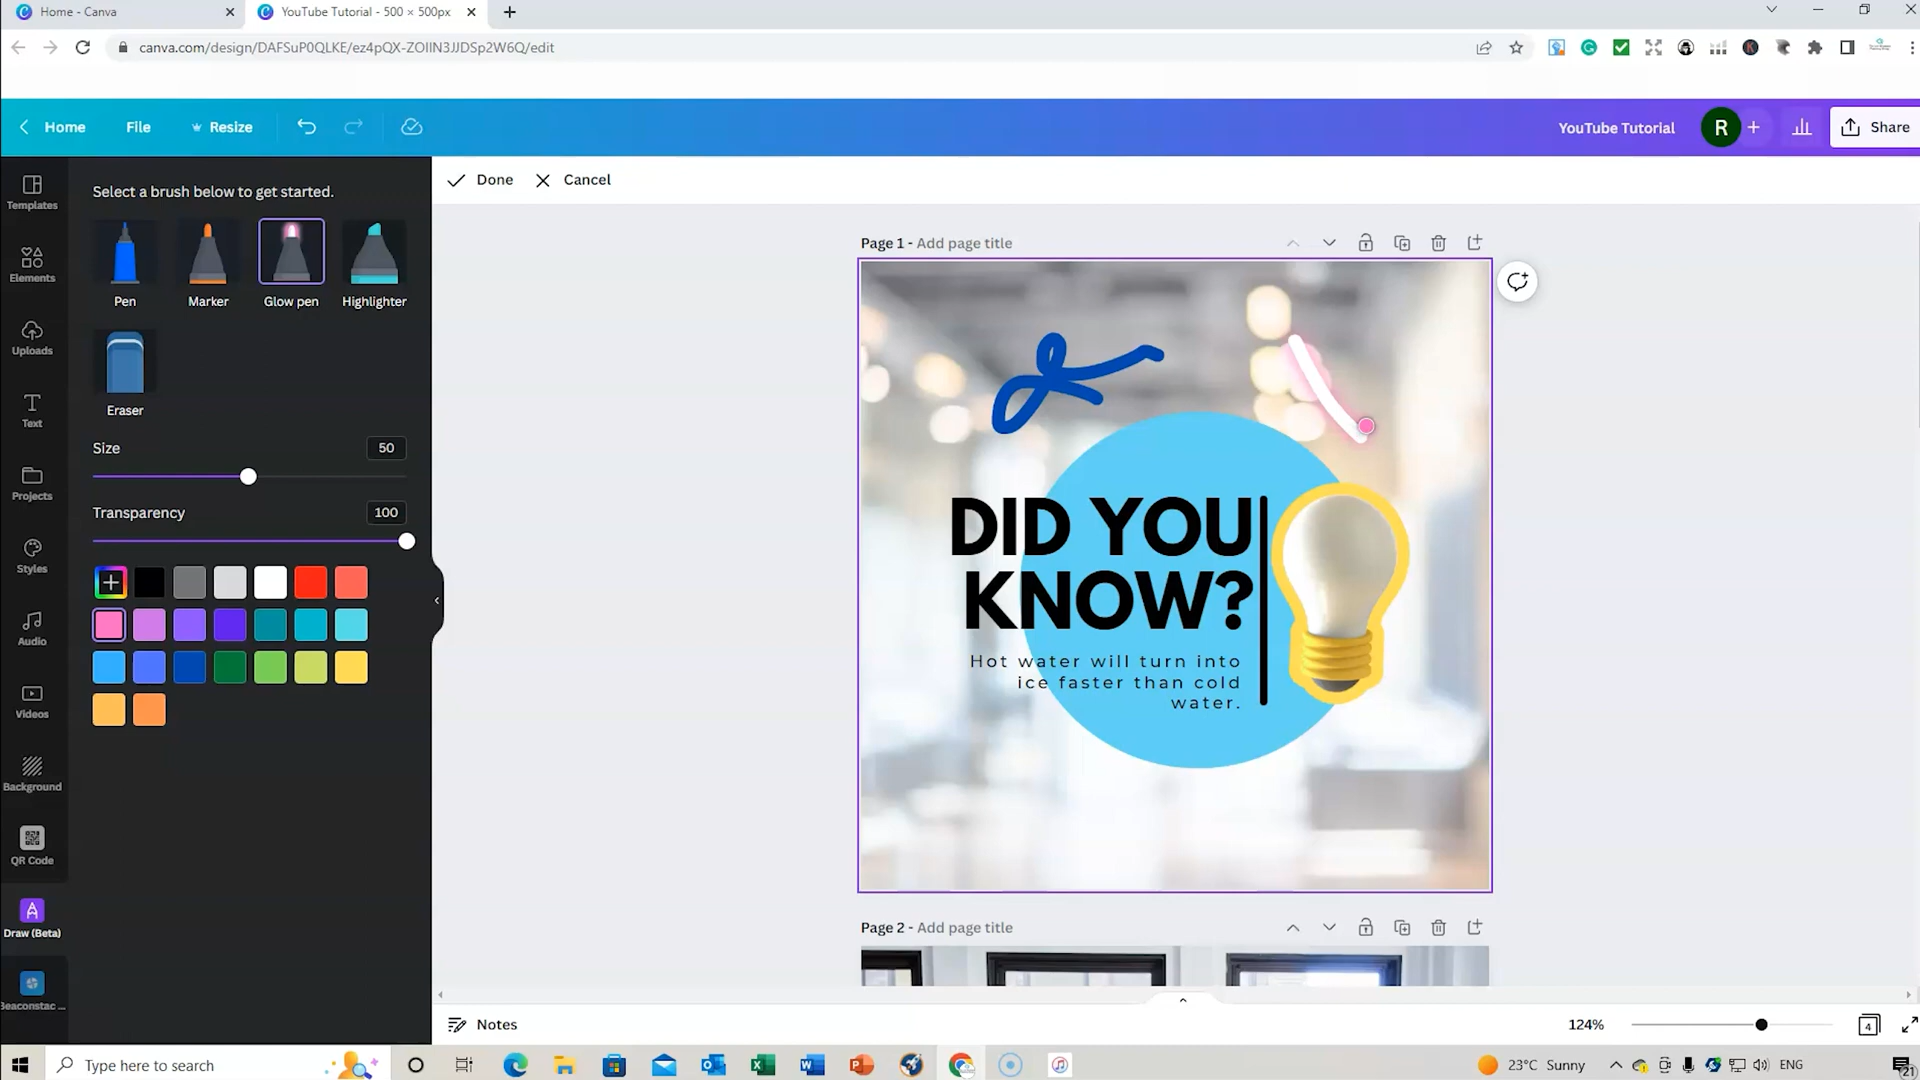 Home - Canva
YouTube Tutorial - 500 × 500px
canva.com/design/DAFSuP0QLKE/ez4pQX-ZOIIN3JJDSp2W6Q/edit
Home
File
Resize
YouTube Tutorial
R
Share
Done
Cancel
Templates
Elements
Uploads
Text
Projects
Styles
Audio
Videos
Background
QR Code
Draw (Beta)
Beaconstac ...
Select a brush below to get started.
Pen
Marker
Glow pen
Highlighter
Eraser
Size
50
Transparency
100
Page 1 - Add page title
DID YOU
KNOW?
Hot water will turn into
ice faster than cold
water.
Page 2 - Add page title
Notes
124%
4
Type here to search
23°C Sunny
ENG
21